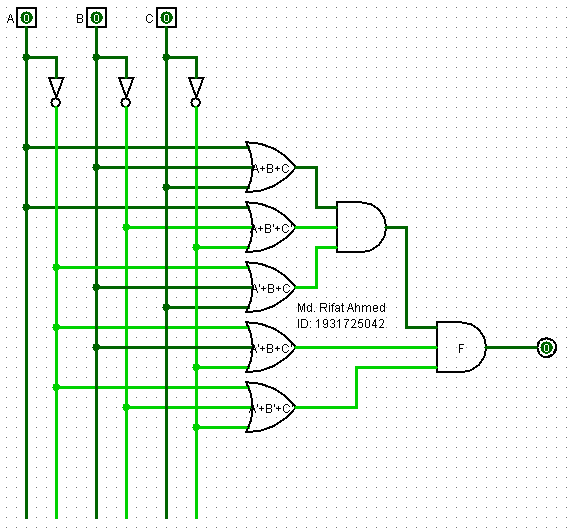 A 0 B 0 C 0
A+B+C
A+B'+C'
A'+B+C
Md. Rifat Ahmed
ID: 1931725042
A'+B+C
F 0
A'+B'+C